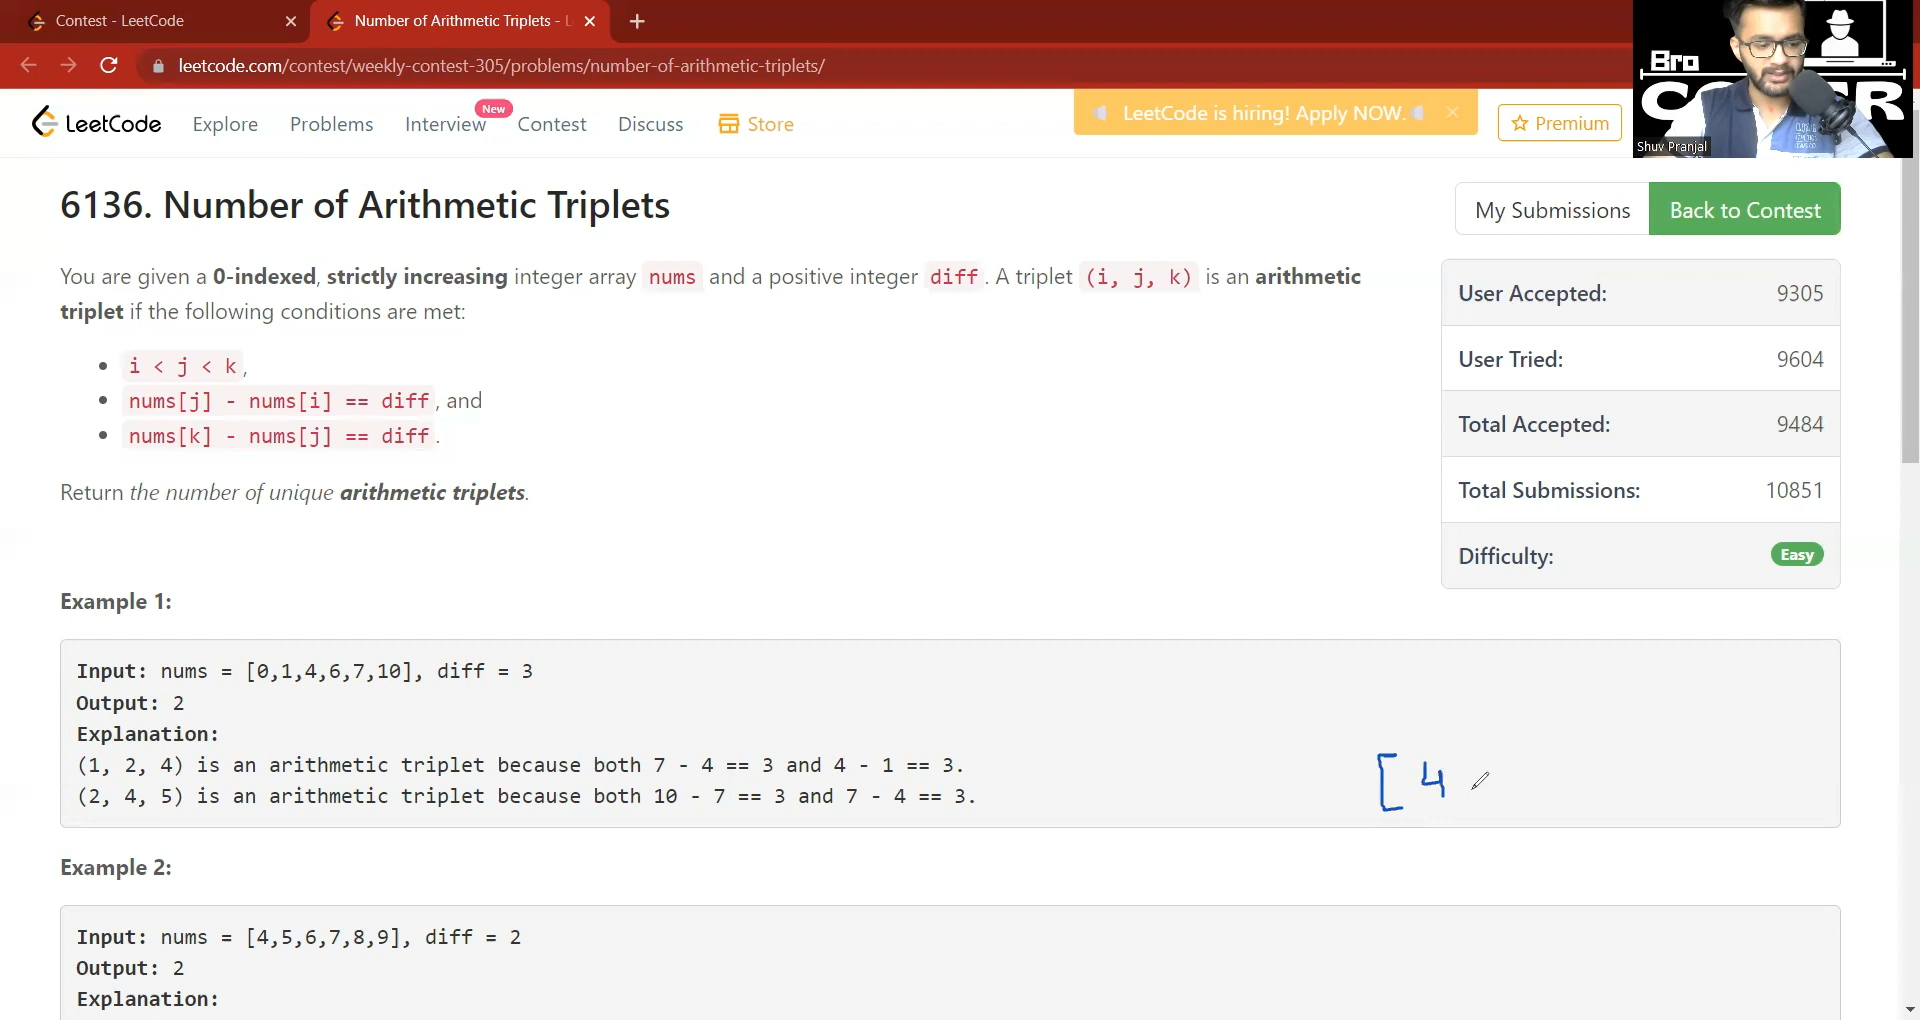 Contest - LeetCode
Number of Arithmetic Triplets - L
leetcode.com/contest/weekly-contest-305/problems/number-of-arithmetic-triplets/
LeetCode Explore Problems Interview New Contest Discuss Store
LeetCode is hiring! Apply NOW.
Premium
Bro
CODER
Shuv Pranjal
6136. Number of Arithmetic Triplets
My Submissions Back to Contest
You are given a 0-indexed, strictly increasing integer array nums and a positive integer diff. A triplet (i, j, k) is an arithmetic
triplet if the following conditions are met:
• i < j < k,
• nums[j] - nums[i] == diff, and
• nums[k] - nums[j] == diff.
Return the number of unique arithmetic triplets.
User Accepted: 9305
User Tried: 9604
Total Accepted: 9484
Total Submissions: 10851
Difficulty: Easy
Example 1:
Input: nums = [0,1,4,6,7,10], diff = 3
Output: 2
Explanation:
(1, 2, 4) is an arithmetic triplet because both 7 - 4 == 3 and 4 - 1 == 3.
(2, 4, 5) is an arithmetic triplet because both 10 - 7 == 3 and 7 - 4 == 3.
[ 4
Example 2:
Input: nums = [4,5,6,7,8,9], diff = 2
Output: 2
Explanation: